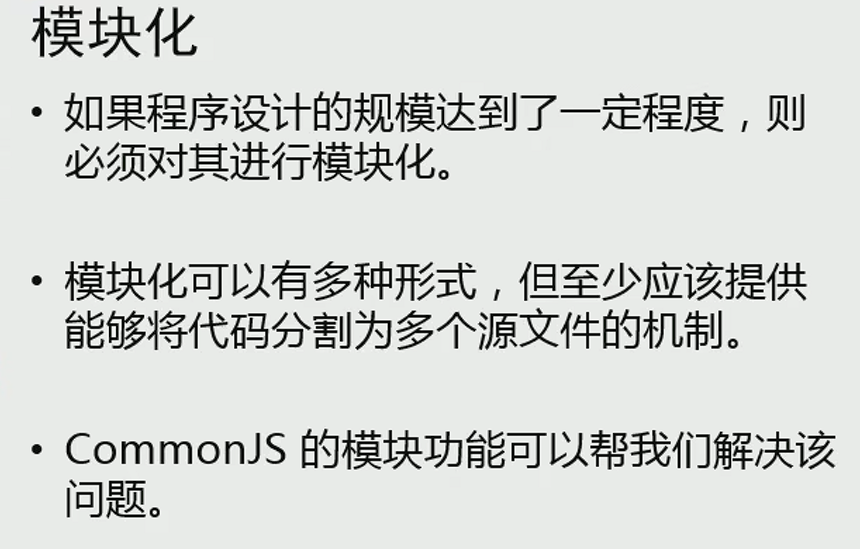 模块化
• 如果程序设计的规模达到了一定程度，则
必须对其进行模块化。
• 模块化可以有多种形式，但至少应该提供
能够将代码分割为多个源文件的机制。
• CommonJS 的模块功能可以帮我们解决该
问题。